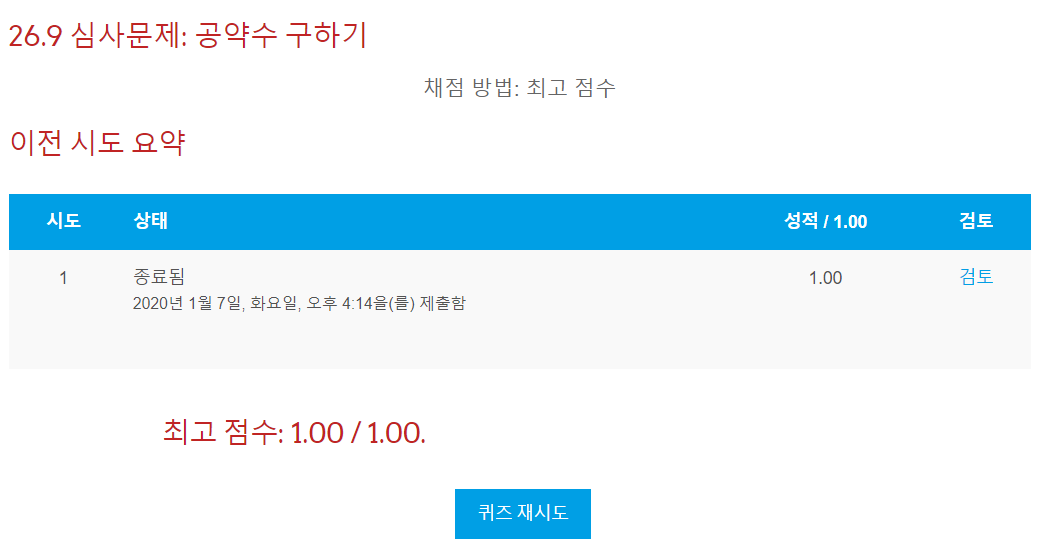 26.9 심사문제: 공약수 구하기
채점 방법: 최고 점수
이전 시도 요약
시도 상태 성적 / 1.00 검토
1 종료됨 1.00 검토
2020년 1월 7일, 화요일, 오후 4:14을(를) 제출함
최고 점수: 1.00 / 1.00.
퀴즈 재시도